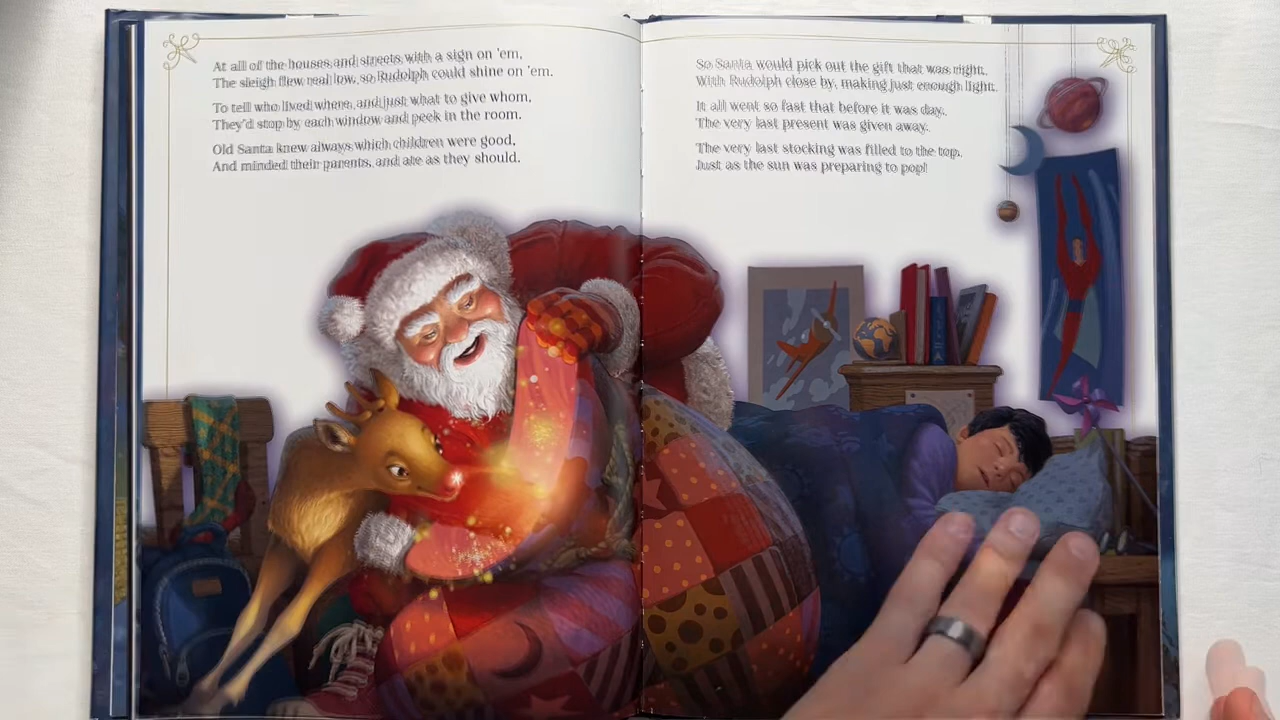 At all of the houses and streets with a sign on 'em,
The sleigh flew real low, so Rudolph could shine on 'em.
To tell who lived where, and just what to give whom,
They'd stop by each window and peek in the room.
Old Santa knew always which children were good,
And minded their parents, and ate as they should.
So Santa would pick out the gift that was right,
With Rudolph close by, making just enough light.
It all went so fast that before it was day,
The very last present was given away.
The very last stocking was filled to the top,
Just as the sun was preparing to pop!